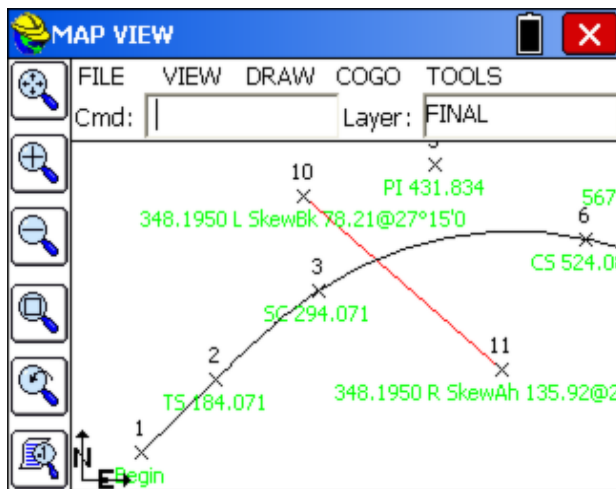 MAP VIEW
FILE VIEW DRAW COGO TOOLS
Cmd: Layer: FINAL
10
PI 431.834
348.1950 L SkewBk 78.21@27°15'0
567
6
CS 524.0
3
SC 294.071
2
TS 184.071
11
348.1950 R SkewAh 135.92@2
1
Begin
N
E